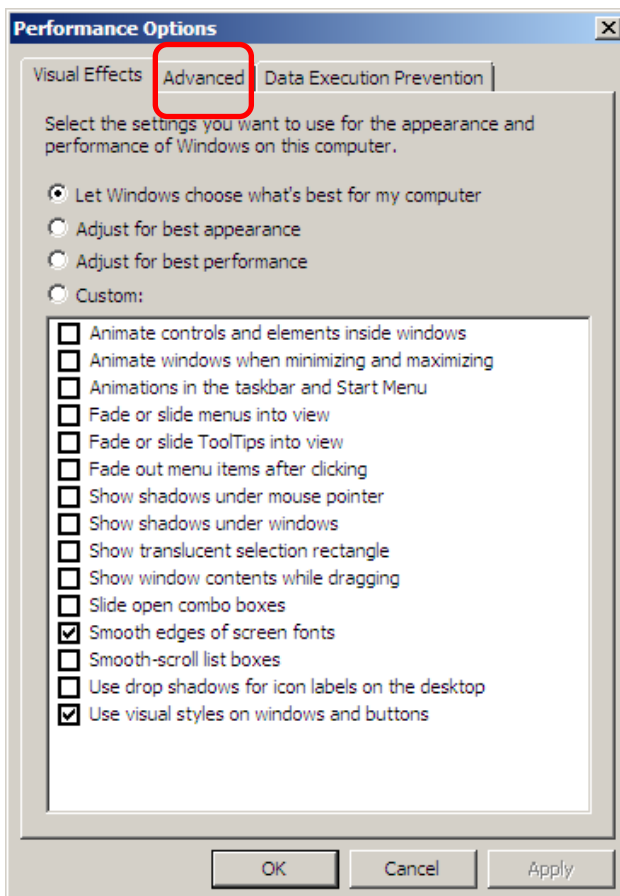 Performance Options
Visual Effects Advanced Data Execution Prevention
Select the settings you want to use for the appearance and
performance of Windows on this computer.
Let Windows choose what's best for my computer
Adjust for best appearance
Adjust for best performance
Custom:
Animate controls and elements inside windows
Animate windows when minimizing and maximizing
Animations in the taskbar and Start Menu
Fade or slide menus into view
Fade or slide ToolTips into view
Fade out menu items after clicking
Show shadows under mouse pointer
Show shadows under windows
Show translucent selection rectangle
Show window contents while dragging
Slide open combo boxes
Smooth edges of screen fonts
Smooth-scroll list boxes
Use drop shadows for icon labels on the desktop
Use visual styles on windows and buttons
OK Cancel Apply